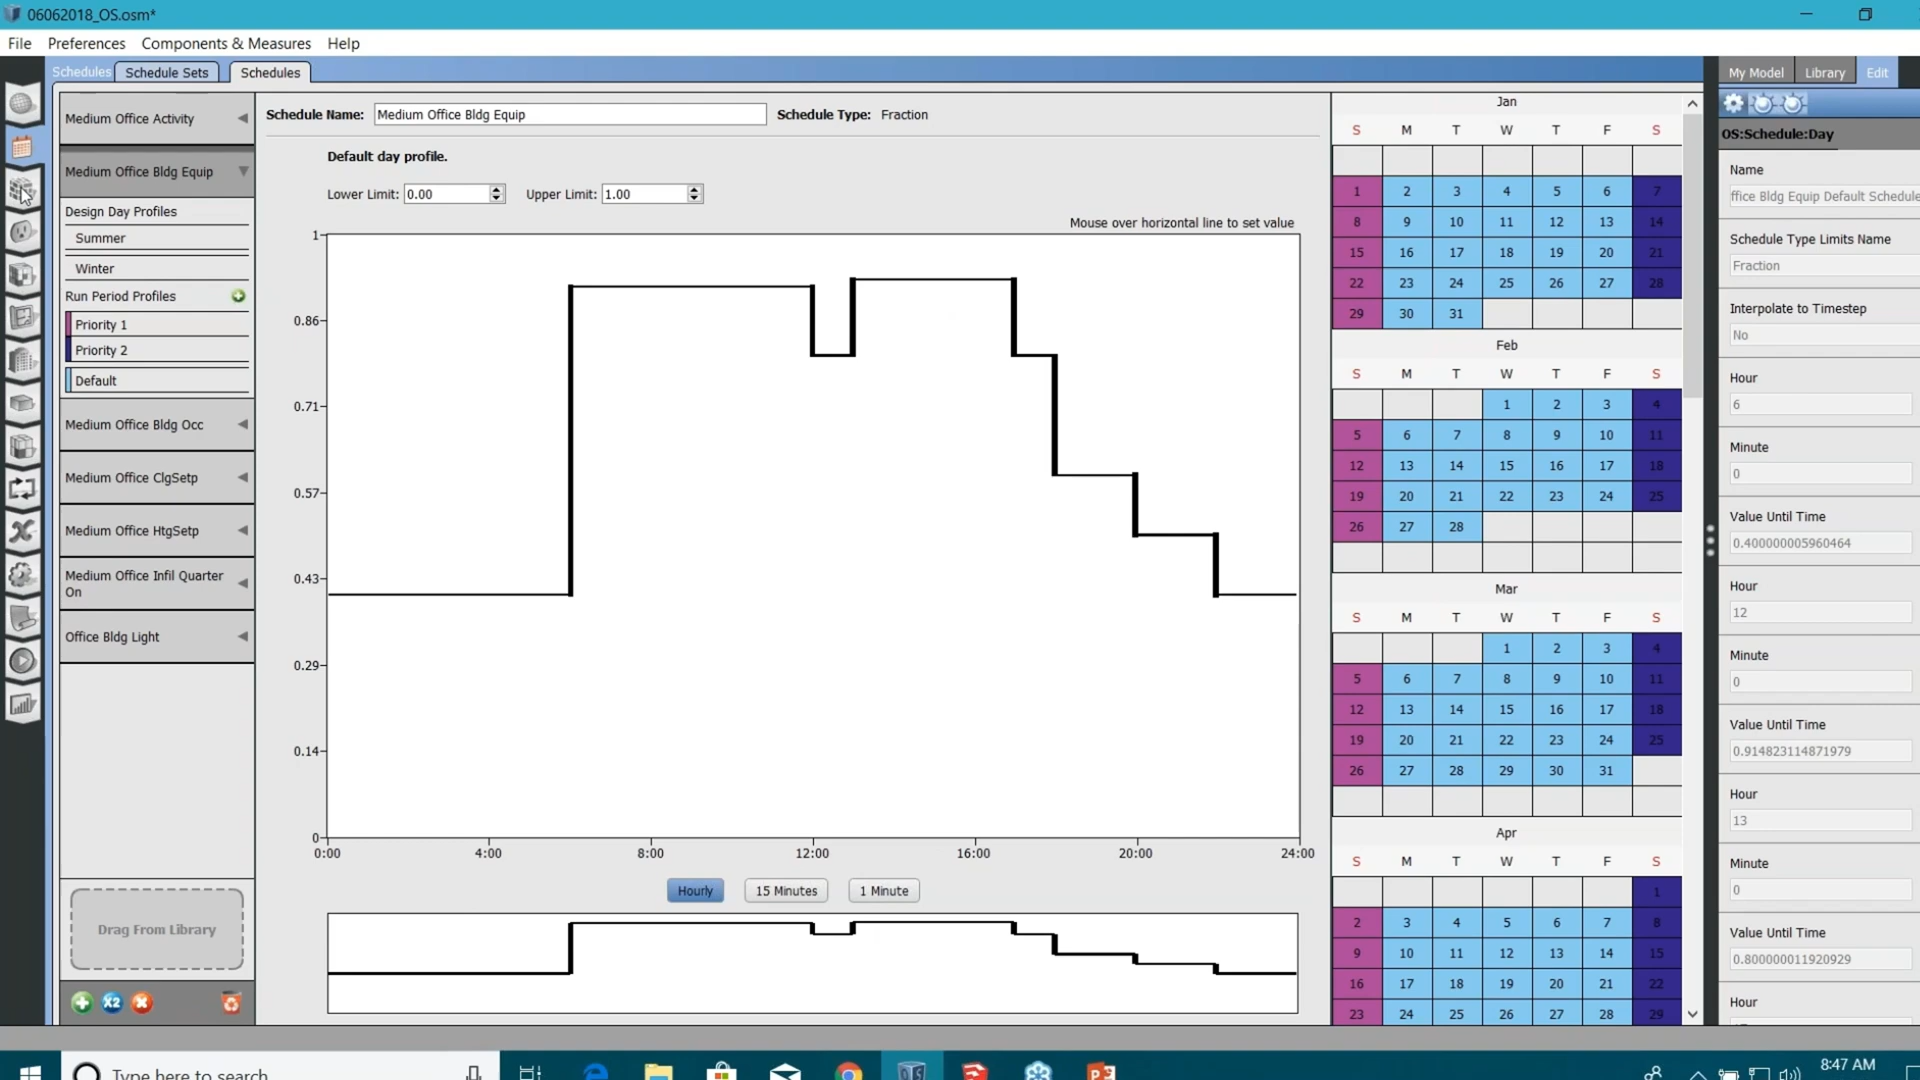 06062018_OS.osm*
File Preferences Components & Measures Help
Schedules Schedule Sets Schedules
My Model Library Edit
Medium Office Activity
Medium Office Bldg Equip
Design Day Profiles
Summer
Winter
Run Period Profiles
Priority 1
Priority 2
Default
Medium Office Bldg Occ
Medium Office ClgSetp
Medium Office HtgSetp
Medium Office Infil Quarter
On
Office Bldg Light
Drag From Library
X2
Schedule Name: Medium Office Bldg Equip Schedule Type: Fraction
Default day profile.
Lower Limit: 0.00 Upper Limit: 1.00
Mouse over horizontal line to set value
1
0.86
0.71
0.57
0.43
0.29
0.14
0
0:00 4:00 8:00 12:00 16:00 20:00 24:00
Hourly 15 Minutes 1 Minute
Jan
S M T W T F S
1 2 3 4 5 6 7
8 9 10 11 12 13 14
15 16 17 18 19 20 21
22 23 24 25 26 27 28
29 30 31
Feb
S M T W T F S
1 2 3 4
5 6 7 8 9 10 11
12 13 14 15 16 17 18
19 20 21 22 23 24 25
26 27 28
Mar
S M T W T F S
1 2 3 4
5 6 7 8 9 10 11
12 13 14 15 16 17 18
19 20 21 22 23 24 25
26 27 28 29 30 31
Apr
S M T W T F S
1
2 3 4 5 6 7 8
9 10 11 12 13 14 15
16 17 18 19 20 21 22
23 24 25 26 27 28 29
OS:Schedule:Day
Name
ffice Bldg Equip Default Schedule
Schedule Type Limits Name
Fraction
Interpolate to Timestep
No
Hour
6
Minute
0
Value Until Time
0.400000005960464
Hour
12
Minute
0
Value Until Time
0.914823114871979
Hour
13
Minute
0
Value Until Time
0.800000011920929
Hour
Type here to search
8:47 AM